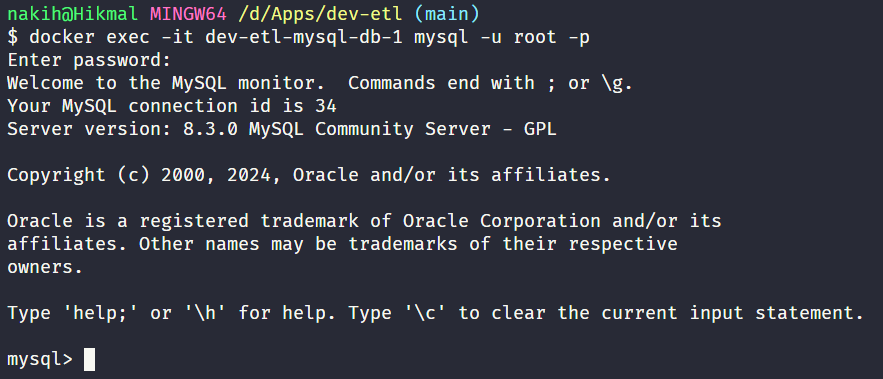 nakih@Hikmal MINGW64 /d/Apps/dev-etl (main)
$ docker exec -it dev-etl-mysql-db-1 mysql -u root -p
Enter password:
Welcome to the MySQL monitor.  Commands end with ; or \g.
Your MySQL connection id is 34
Server version: 8.3.0 MySQL Community Server - GPL

Copyright (c) 2000, 2024, Oracle and/or its affiliates.

Oracle is a registered trademark of Oracle Corporation and/or its
affiliates. Other names may be trademarks of their respective
owners.

Type 'help;' or '\h' for help. Type '\c' to clear the current input statement.

mysql>